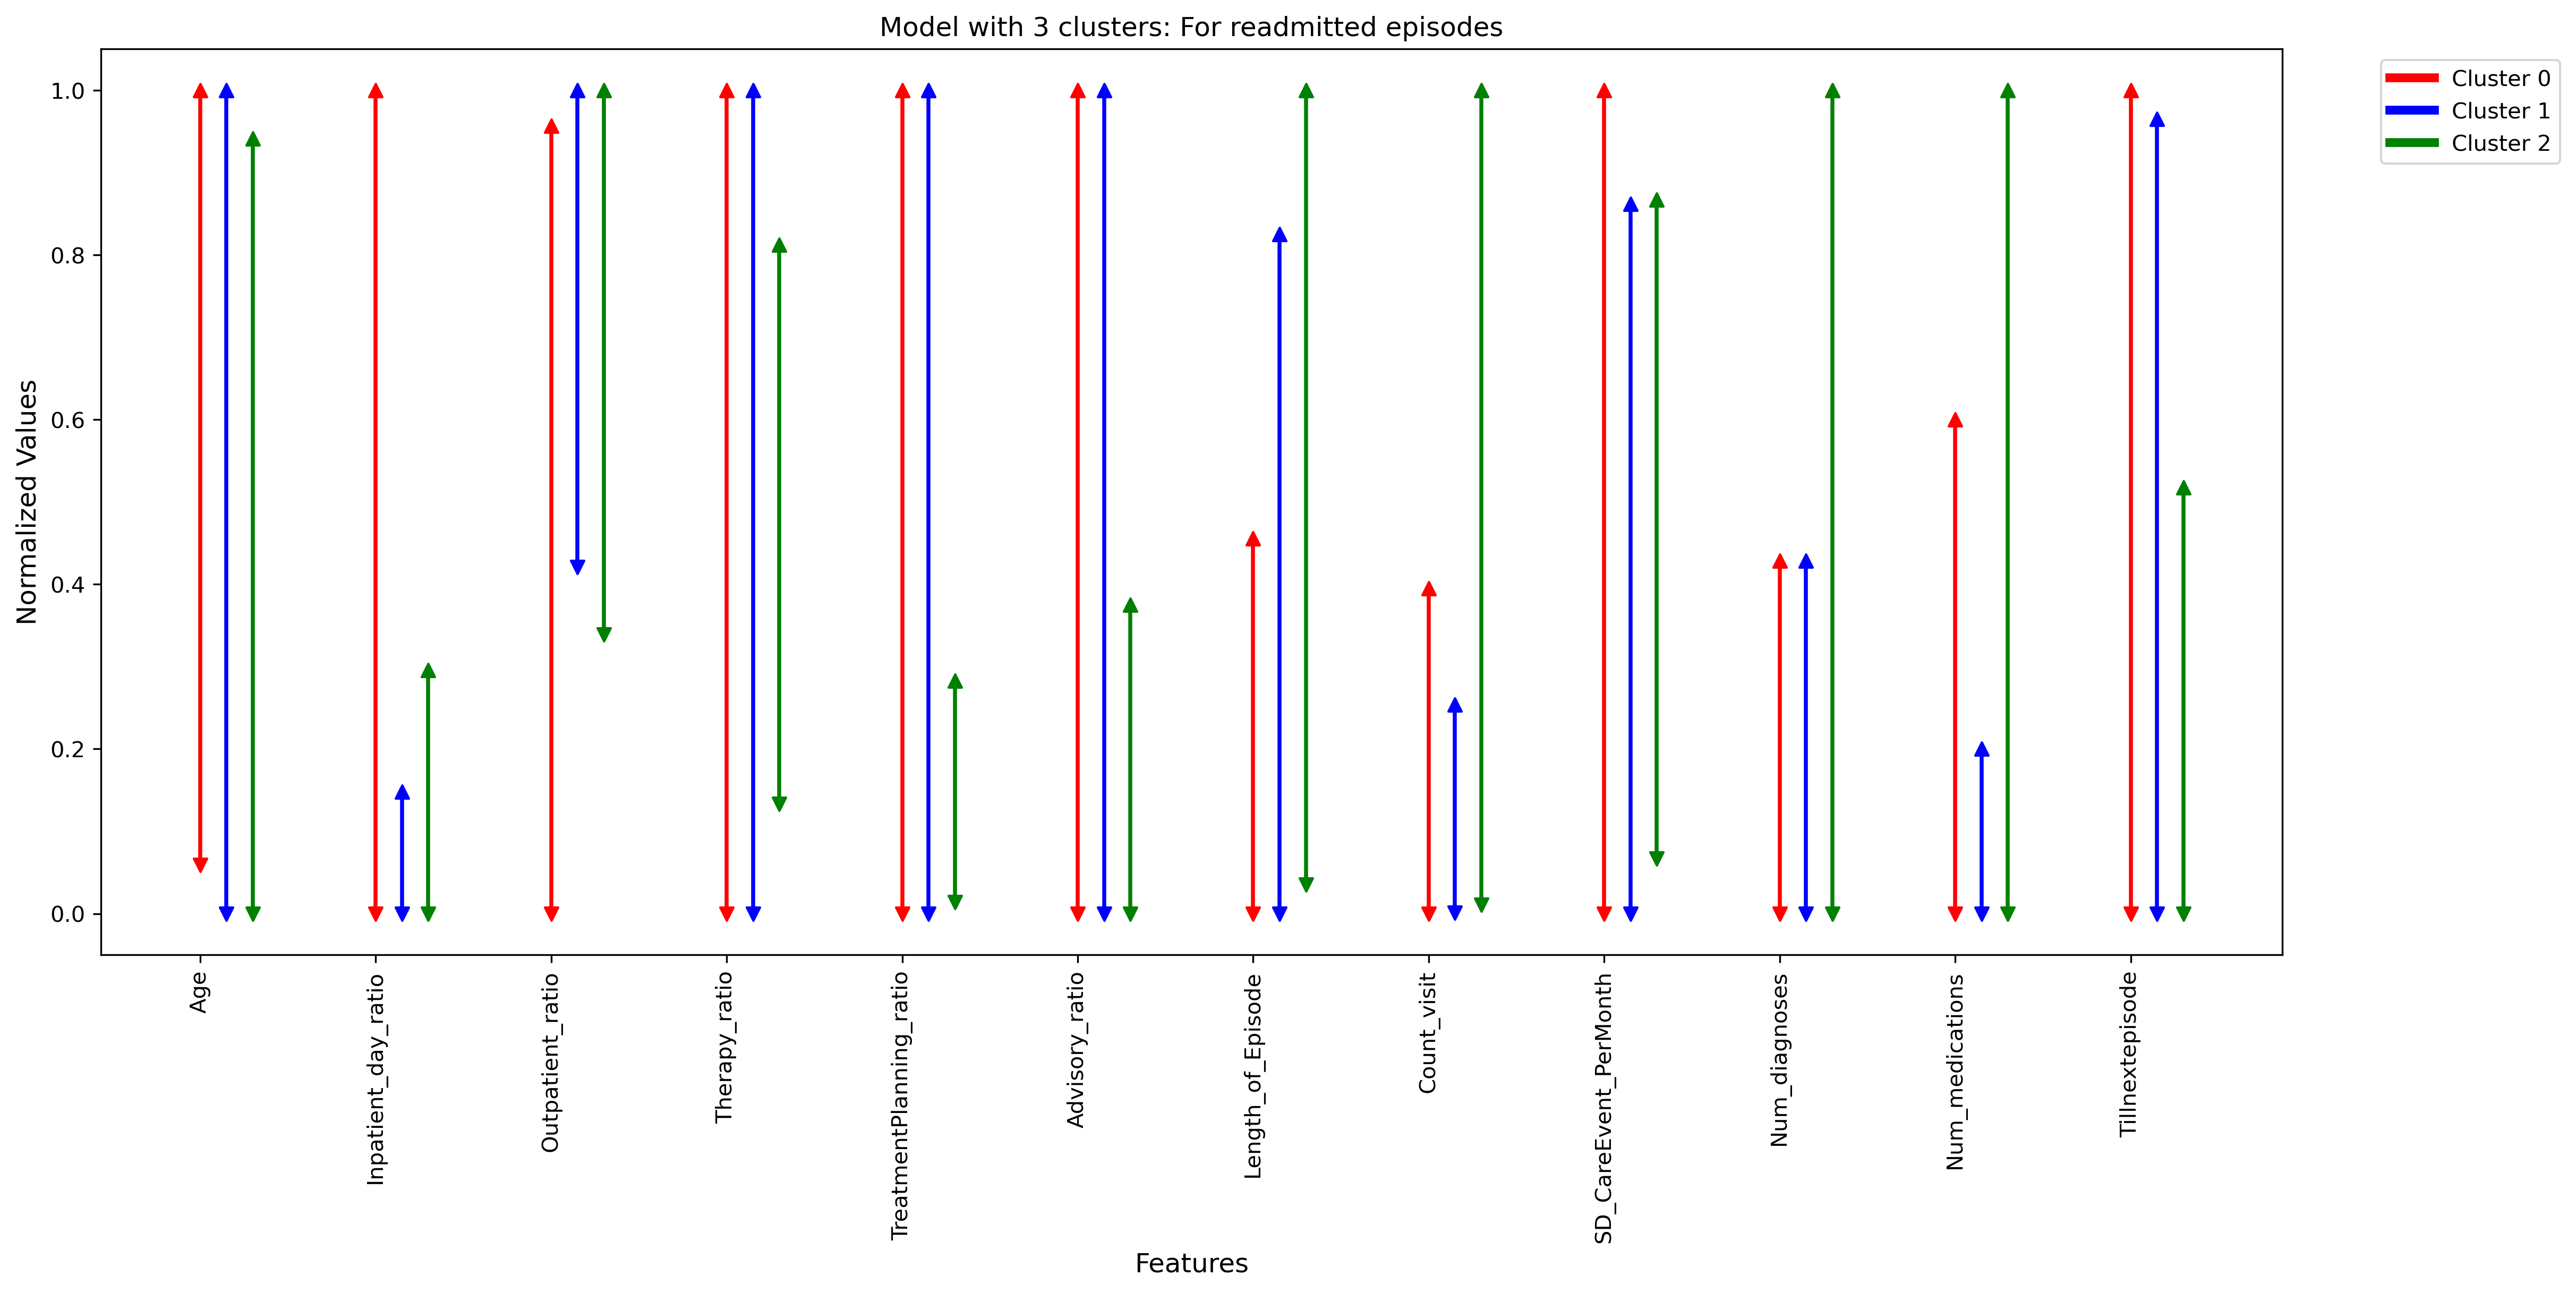 Model with 3 clusters: For readmitted episodes
Cluster 0
Cluster 1
Cluster 2
Normalized Values
1.0
0.8
0.6
0.4
0.2
0.0
Age
Inpatient_day_ratio
Outpatient_ratio
Therapy_ratio
TreatmentPlanning_ratio
Advisory_ratio
Length_of_Episode
Count_visit
SD_CareEvent_PerMonth
Num_diagnoses
Num_medications
Tillnextepisode
Features